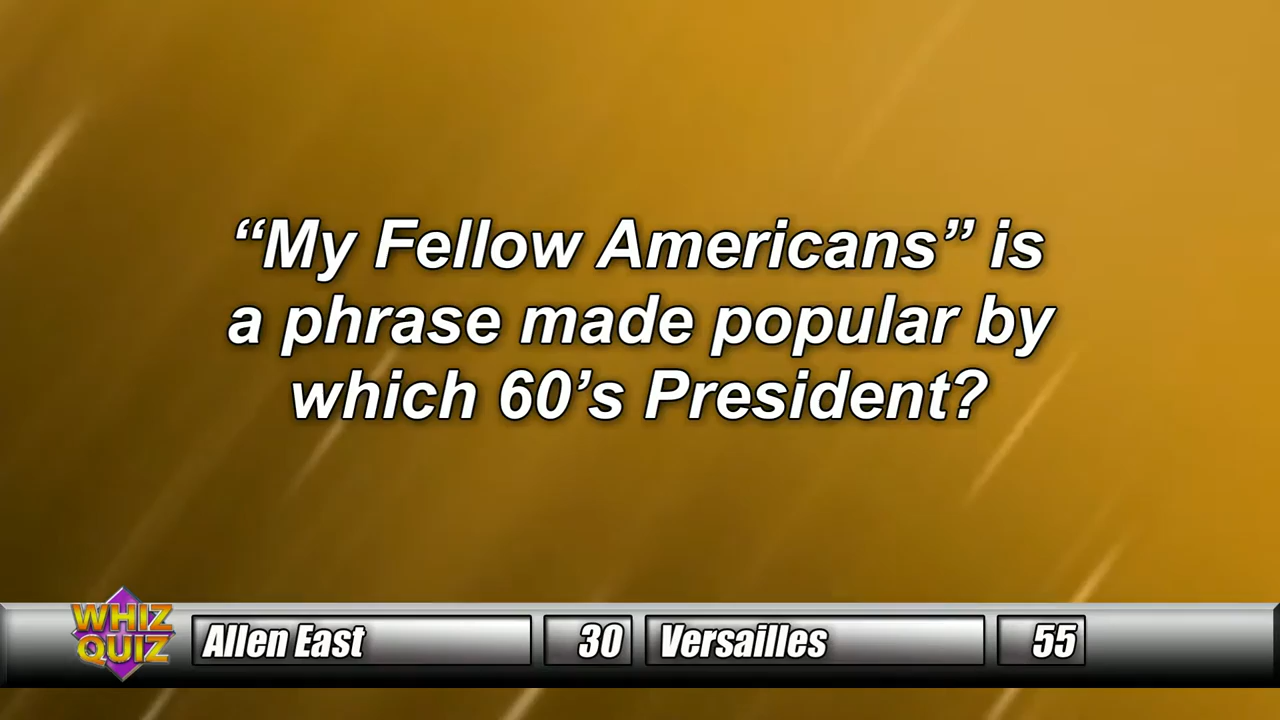 “My Fellow Americans” is
a phrase made popular by
which 60’s President?
WHIZ
QUIZ
Allen East 30 Versailles 55